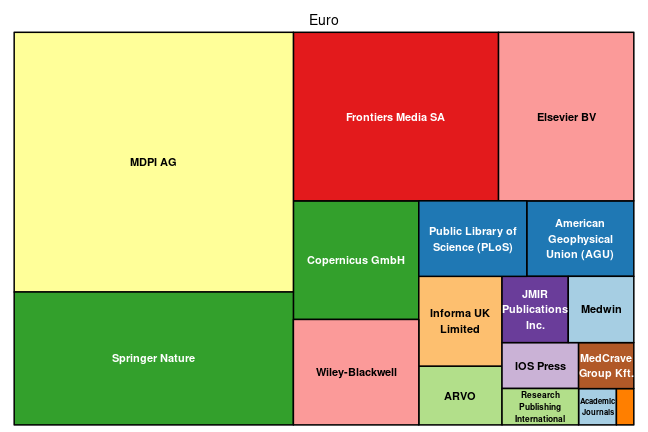 Euro
MDPI AG
Springer Nature
Frontiers Media SA
Elsevier BV
Copernicus GmbH
Wiley-Blackwell
Public Library of
Science (PLoS)
American
Geophysical
Union (AGU)
Informa UK
Limited
ARVO
JMIR
Publications
Inc.
Medwin
IOS Press
MedCrave
Group Kft.
Research
Publishing
International
Academic
Journals